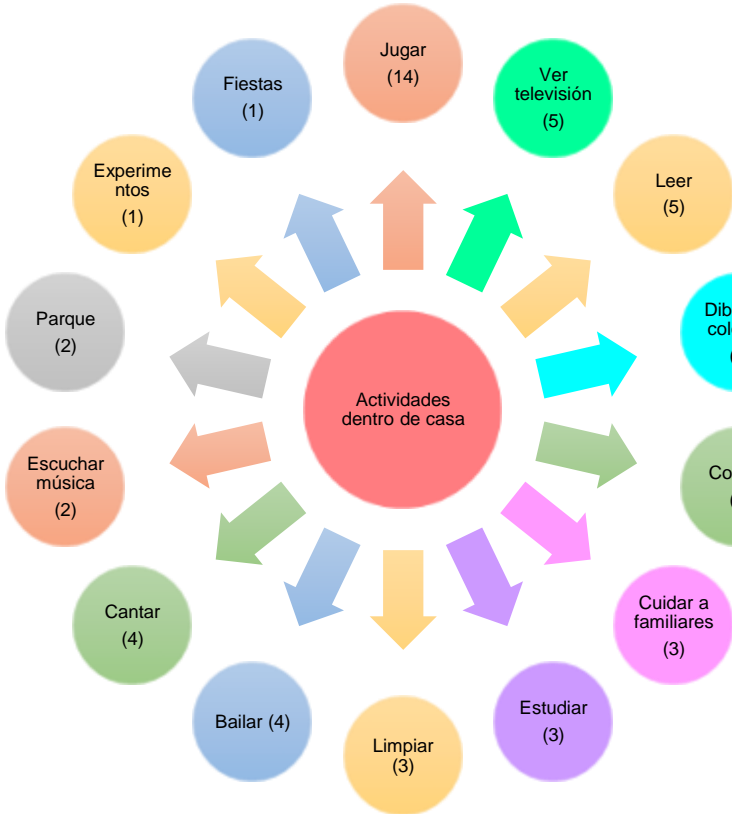 Jugar
(14)
Ver
televisión
(5)
Leer
(5)
Cuidar a
familiares
(3)
Estudiar
(3)
Limpiar
(3)
Bailar (4)
Cantar
(4)
Escuchar
música
(2)
Parque
(2)
Experime
ntos
(1)
Fiestas
(1)
Actividades
dentro de casa